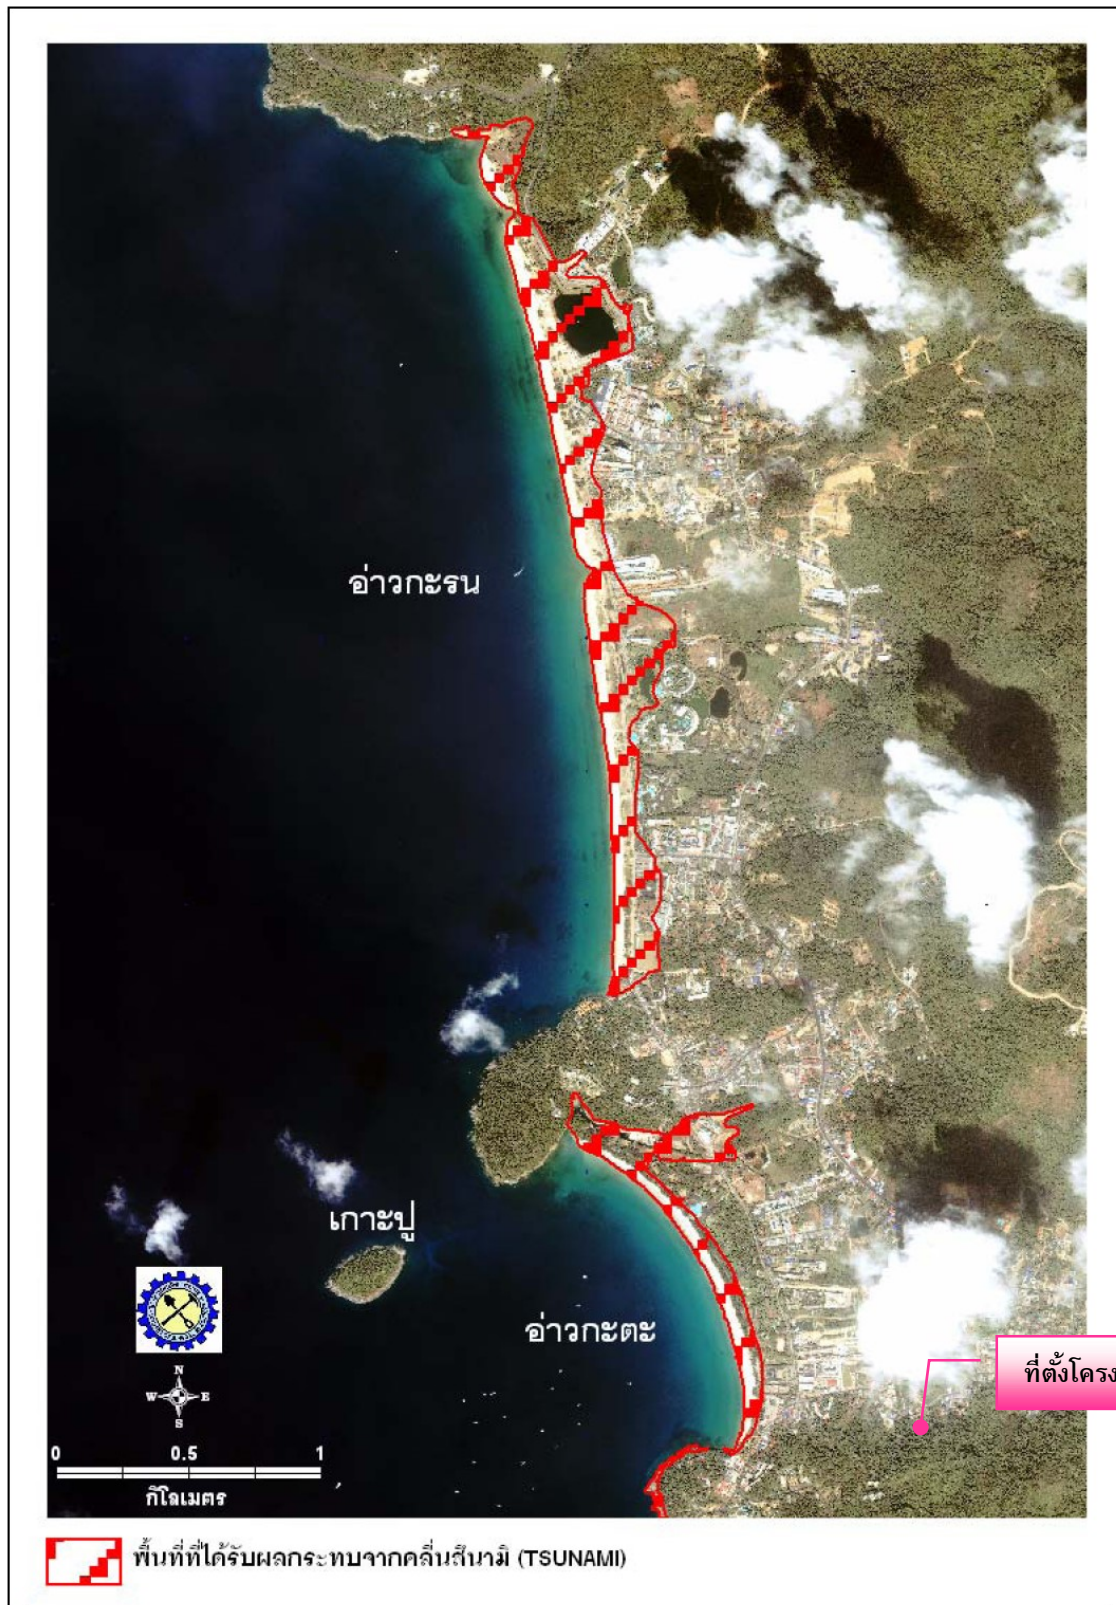 อ่าวกะรน
เกาะปู
อ่าวกะตะ
ที่ตั้งโครง
N
W E
S
0 0.5 1
กิโลเมตร
พื้นที่ที่ได้รับผลกระทบจากคลื่นสึนามิ (TSUNAMI)